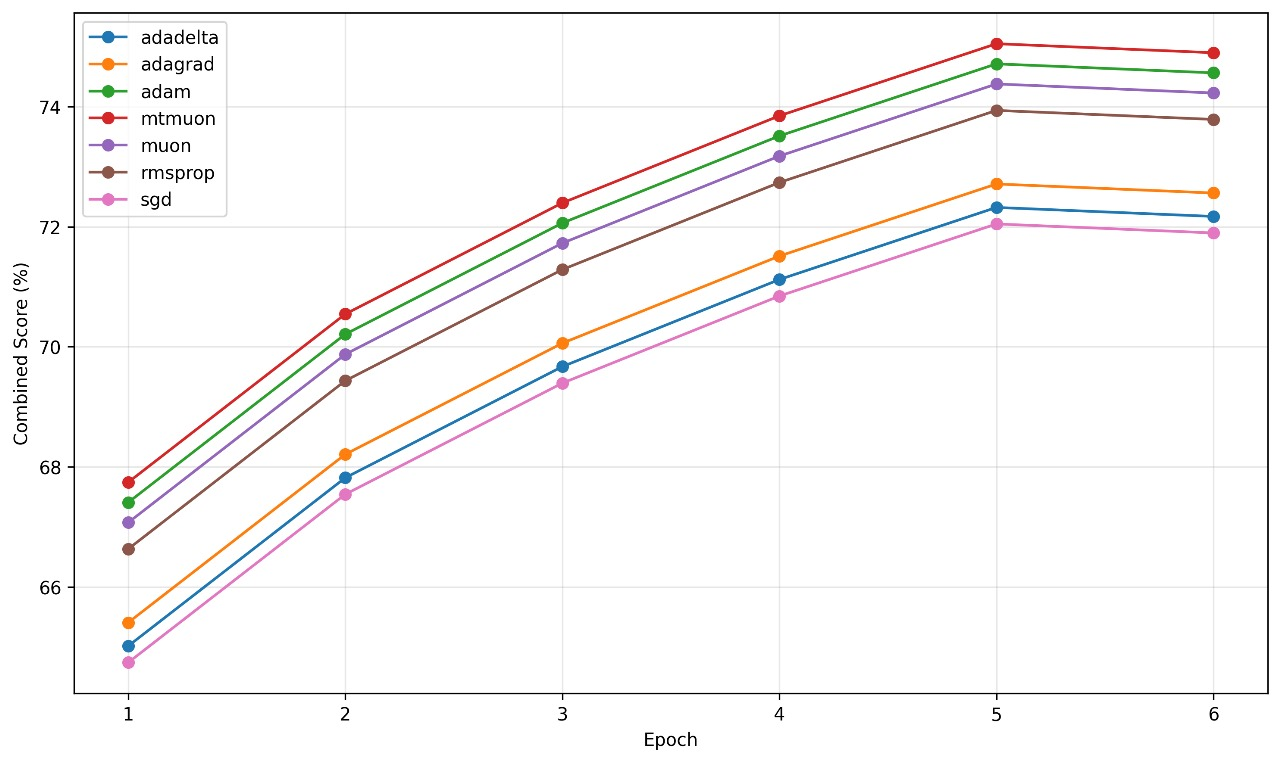 adadelta
adagrad
adam
mtmuon
muon
rmsprop
sgd
Combined Score (%)
74
72
70
68
66
1 2 3 4 5 6
Epoch